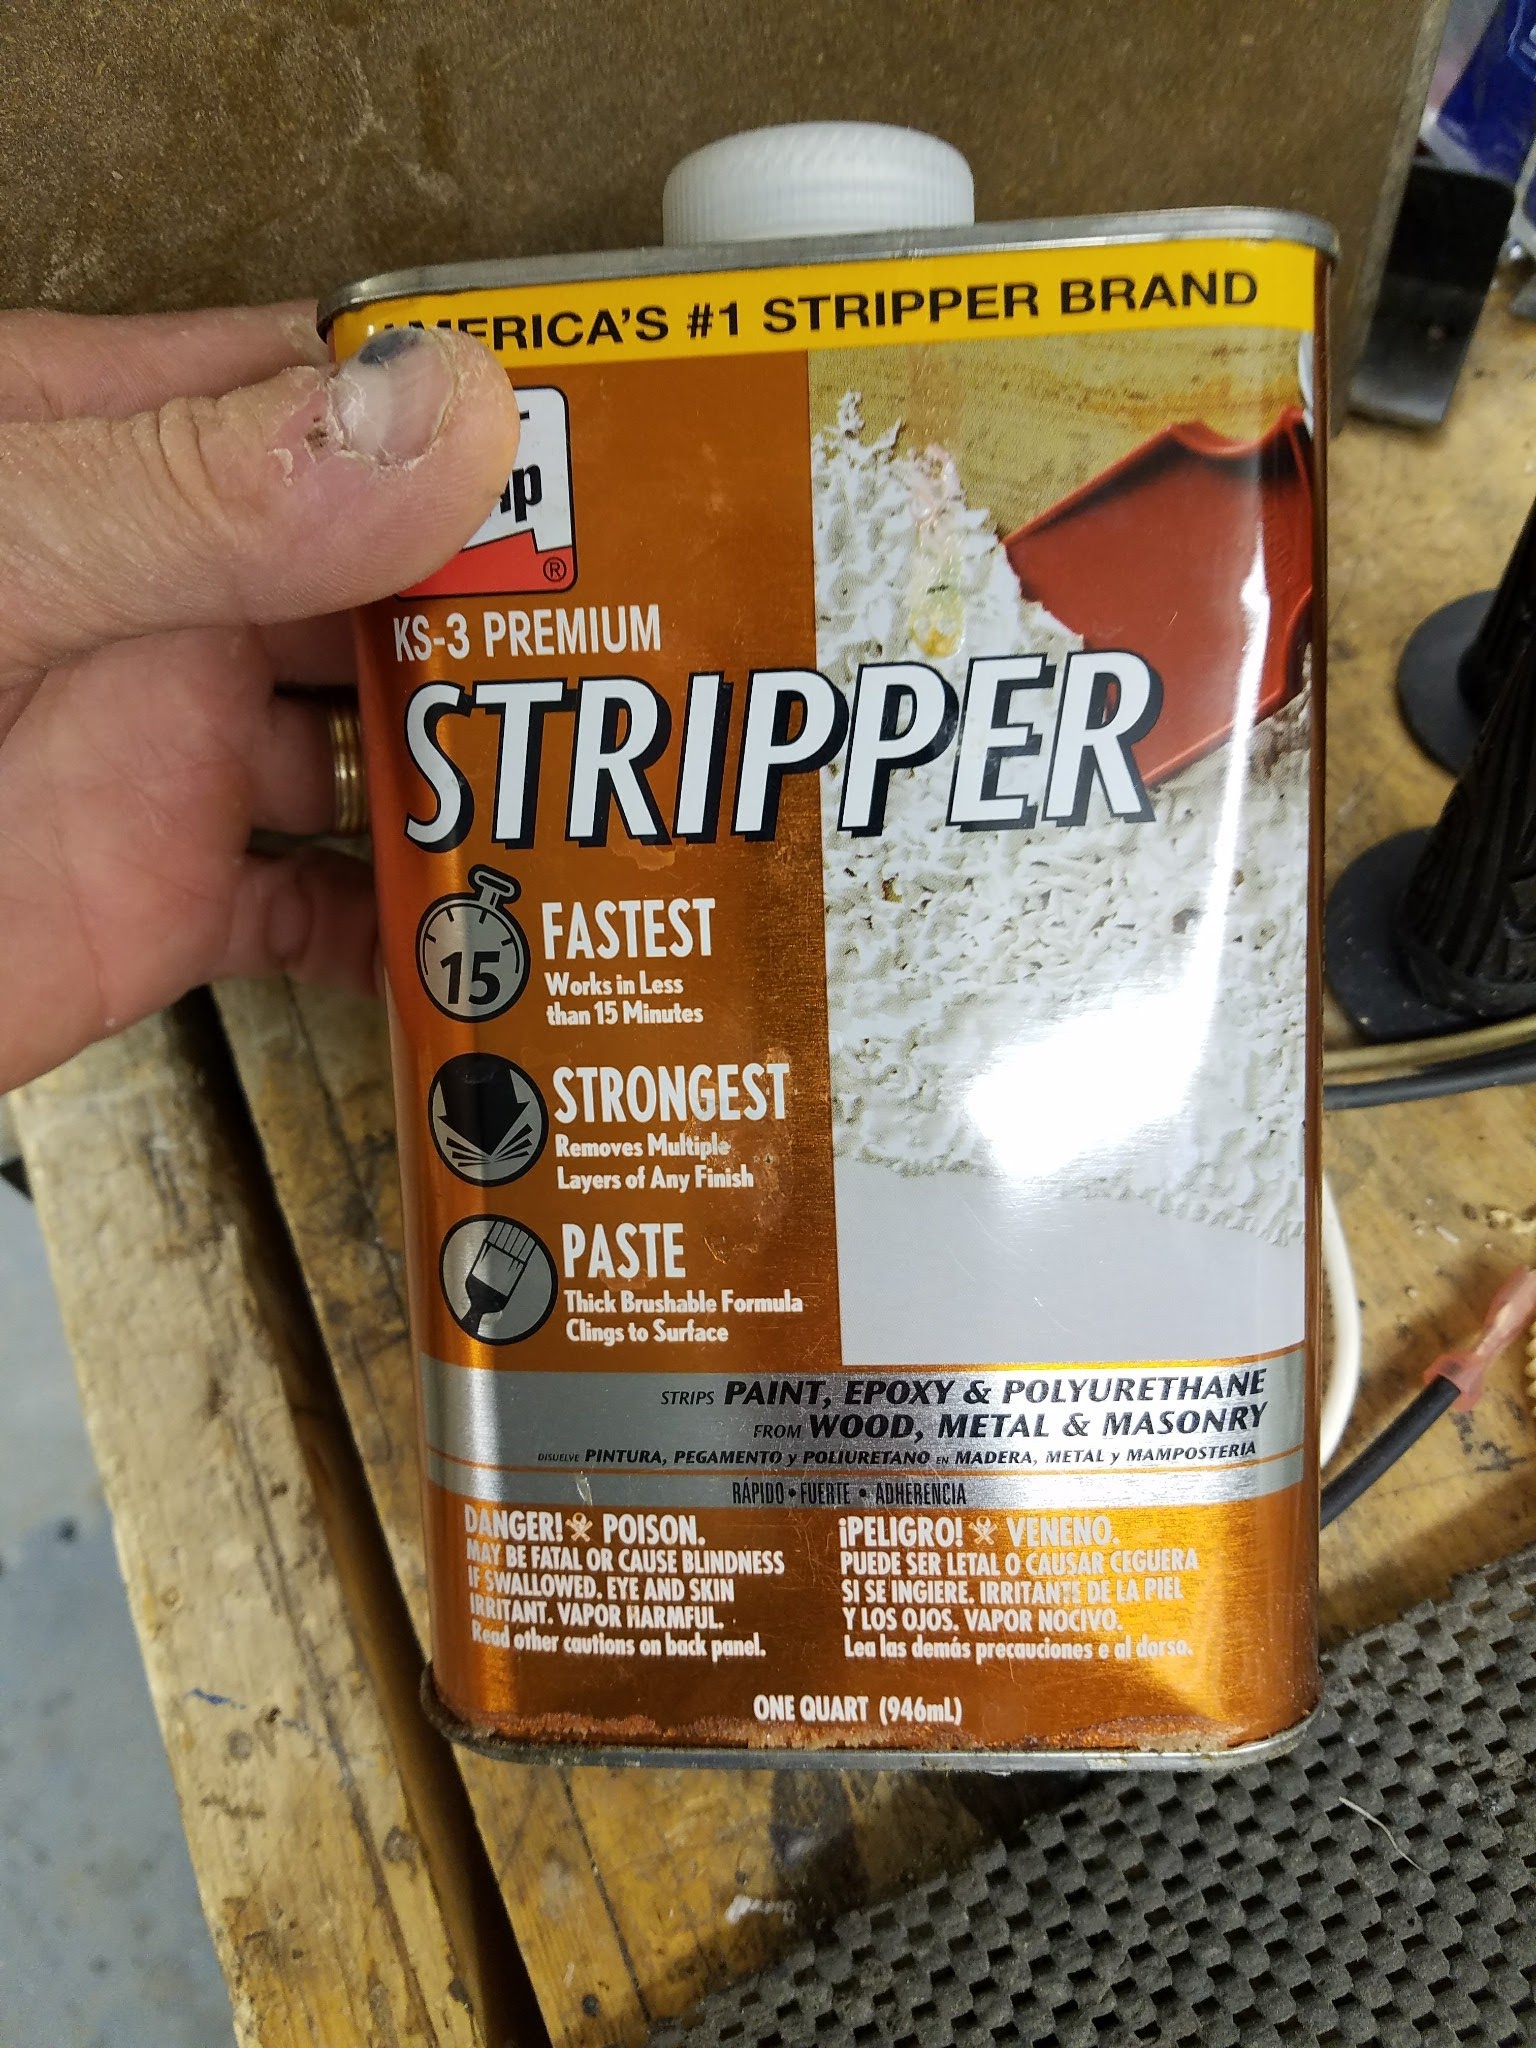 AMERICA'S #1 STRIPPER BRAND
®
KS-3 PREMIUM
STRIPPER
15
FASTEST
Works in Less
than 15 Minutes
STRONGEST
Removes Multiple
Layers of Any Finish
PASTE
Thick Brushable Formula
Clings to Surface
STRIPS PAINT, EPOXY & POLYURETHANE
FROM WOOD, METAL & MASONRY
DISUELVE PINTURA, PEGAMENTO y POLIURETANO EN MADERA, METAL y MAMPOSTERIA
RÁPIDO • FUERTE • ADHERENCIA
DANGER! POISON.
MAY BE FATAL OR CAUSE BLINDNESS
IF SWALLOWED. EYE AND SKIN
IRRITANT. VAPOR HARMFUL.
Read other cautions on back panel.
¡PELIGRO! VENENO.
PUEDE SER LETAL O CAUSAR CEGUERA
SI SE INGIERE. IRRITANTE DE LA PIEL
Y LOS OJOS. VAPOR NOCIVO.
Lea las demás precauciones e al dorso.
ONE QUART (946mL)